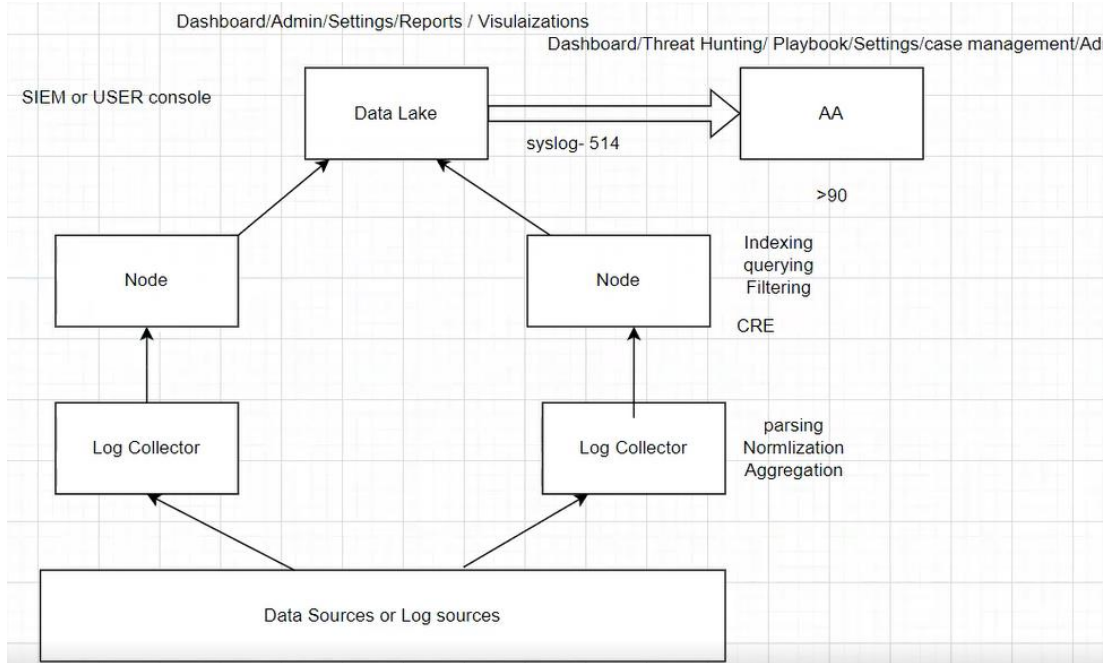 Dashboard/Admin/Settings/Reports / Visulaizations
Dashboard/Threat Hunting/ Playbook/Settings/case management/Ad
SIEM or USER console
Data Lake
AA
syslog- 514
>90
Node
Node
Indexing
querying
Filtering
CRE
Log Collector
Log Collector
parsing
Normlization
Aggregation
Data Sources or Log sources